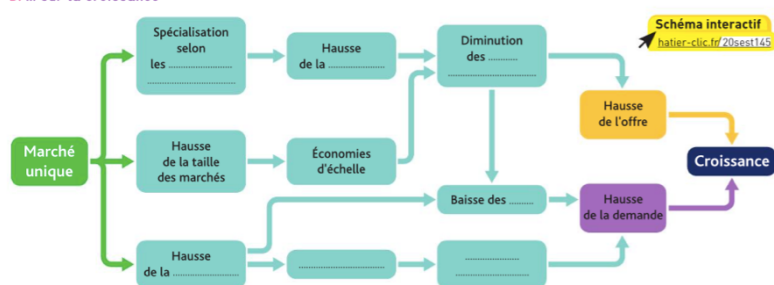 Schéma interactif
hatier-clic.fr/20sest145
Spécialisation
selon
les ....................
............................
Hausse
de la ....................
Diminution
des ..........
............................
Hausse
de l'offre
Marché
unique
Hausse
de la taille
des marchés
Économies
d'échelle
Croissance
Baisse des ........
Hausse
de la demande
Hausse
de la ....................
............................
....................
....................